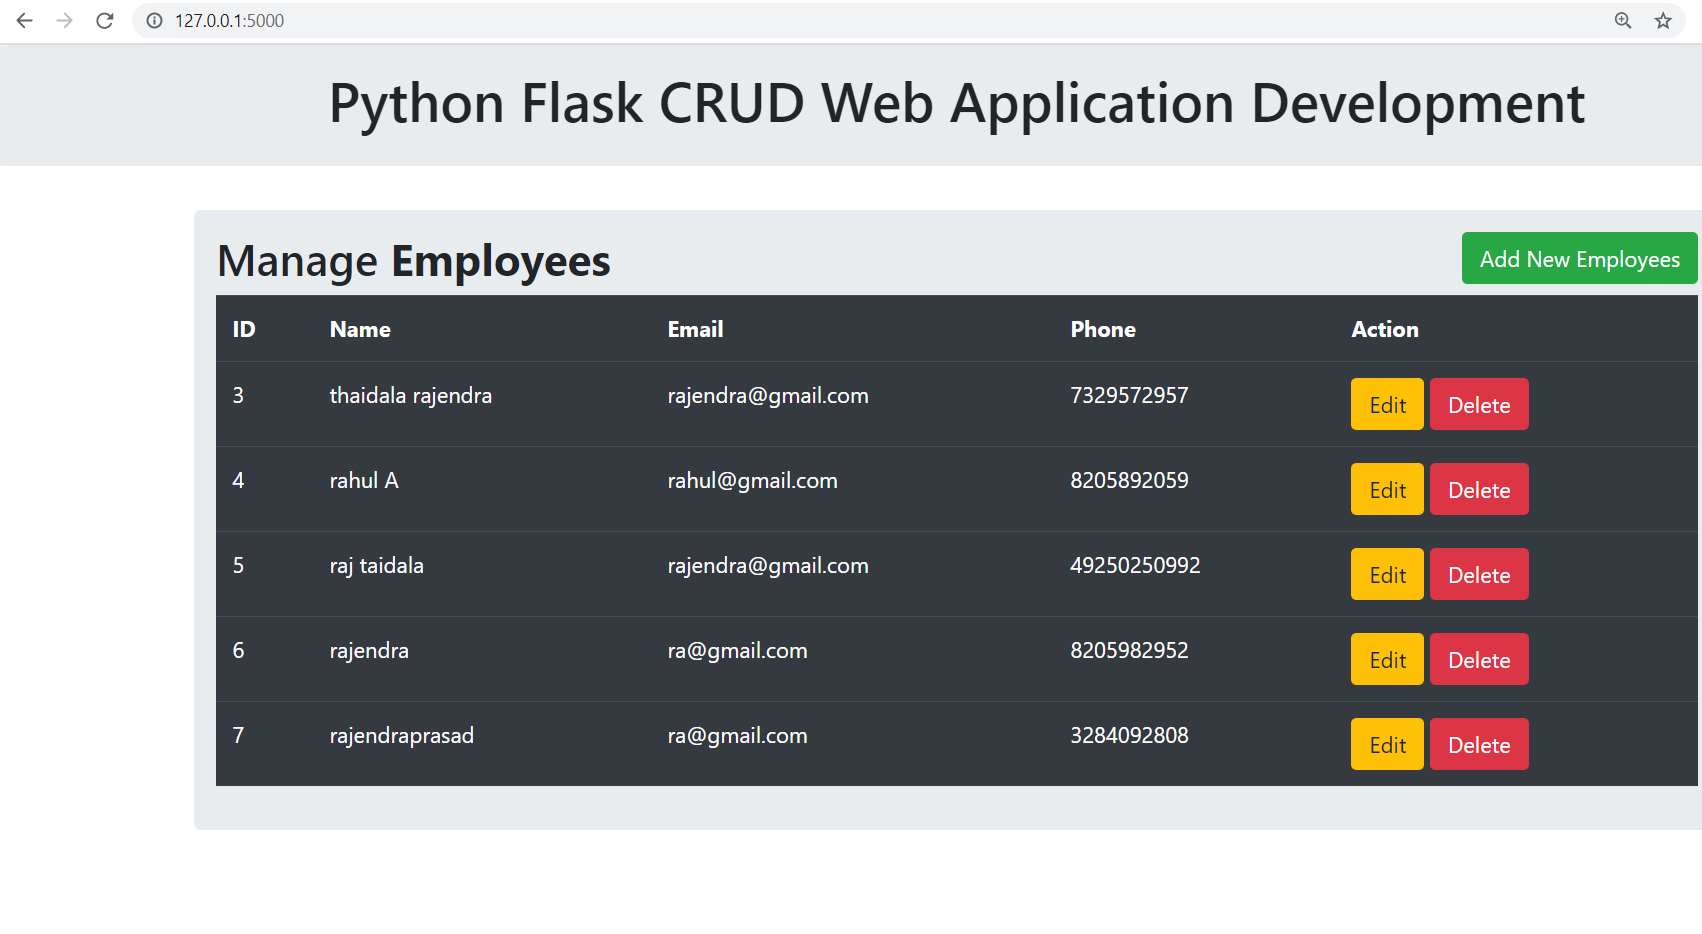 127.0.0.1:5000
Python Flask CRUD Web Application Development
Manage Employees
Add New Employees
ID Name Email Phone Action
3 thaidala rajendra rajendra@gmail.com 7329572957 Edit Delete
4 rahul A rahul@gmail.com 8205892059 Edit Delete
5 raj taidala rajendra@gmail.com 49250250992 Edit Delete
6 rajendra ra@gmail.com 8205982952 Edit Delete
7 rajendraprasad ra@gmail.com 3284092808 Edit Delete